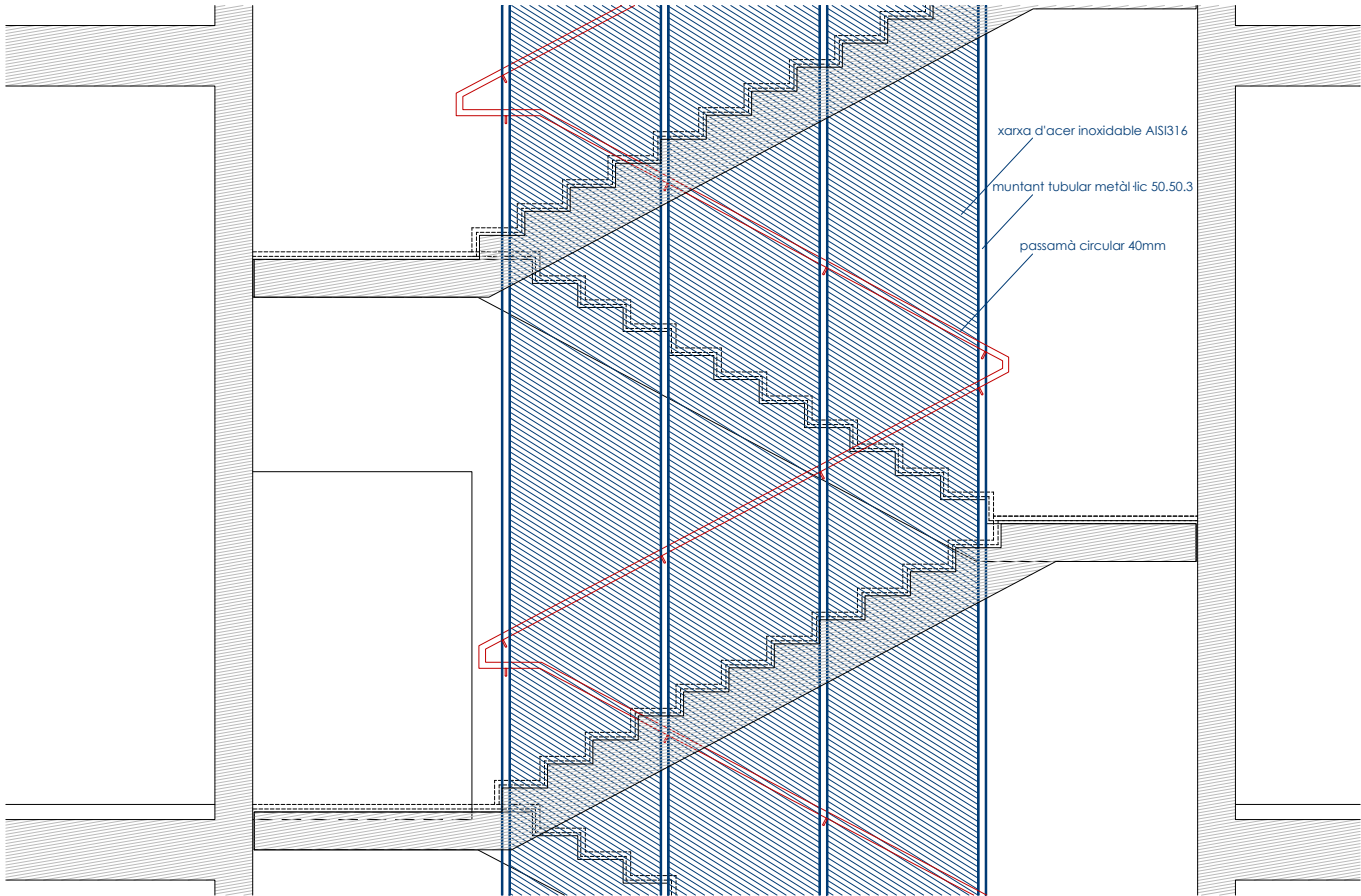 xarxa d'acer inoxidable AISI316
muntant tubular metàl·lic 50.50.3
passamà circular 40mm